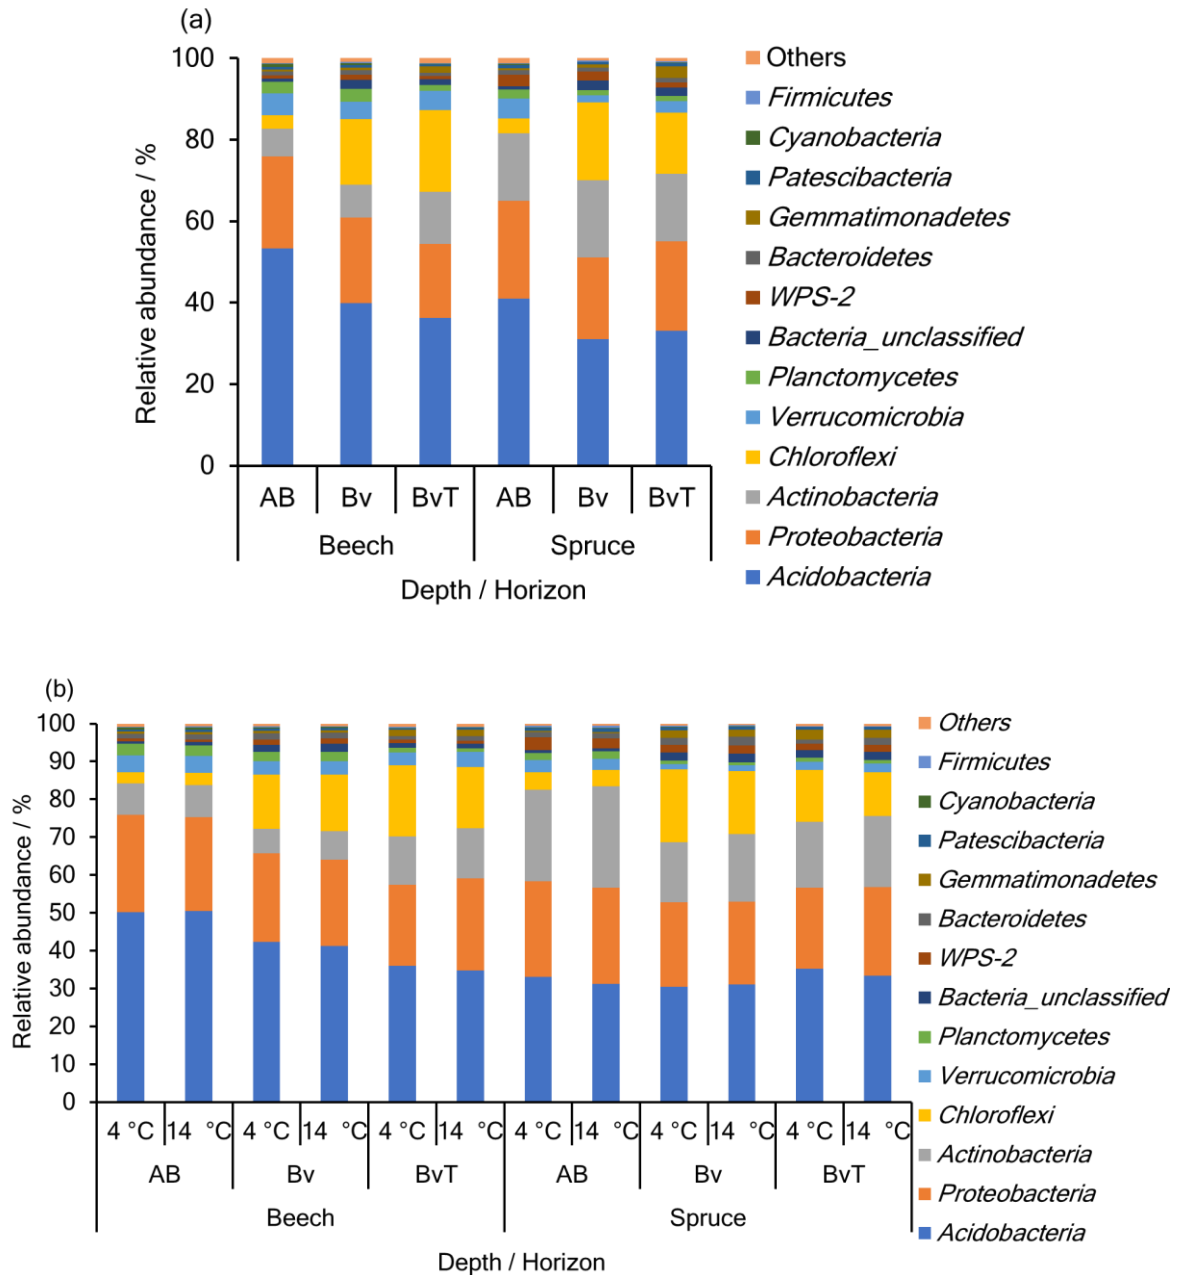 (a)
Relative abundance / %
100
80
60
40
20
0
AB Bv BvT AB Bv BvT
Beech Spruce
Depth / Horizon
Others
Firmicutes
Cyanobacteria
Patescibacteria
Gemmatimonadetes
Bacteroidetes
WPS-2
Bacteria_unclassified
Planctomycetes
Verrucomicrobia
Chloroflexi
Actinobacteria
Proteobacteria
Acidobacteria
(b)
Relative abundance / %
100
90
80
70
60
50
40
30
20
10
0
4 °C 14 °C 4 °C 14 °C 4 °C 14 °C 4 °C 14 °C 4 °C 14 °C 4 °C 14 °C
AB Bv BvT AB Bv BvT
Beech Spruce
Depth / Horizon
Others
Firmicutes
Cyanobacteria
Patescibacteria
Gemmatimonadetes
Bacteroidetes
WPS-2
Bacteria_unclassified
Planctomycetes
Verrucomicrobia
Chloroflexi
Actinobacteria
Proteobacteria
Acidobacteria